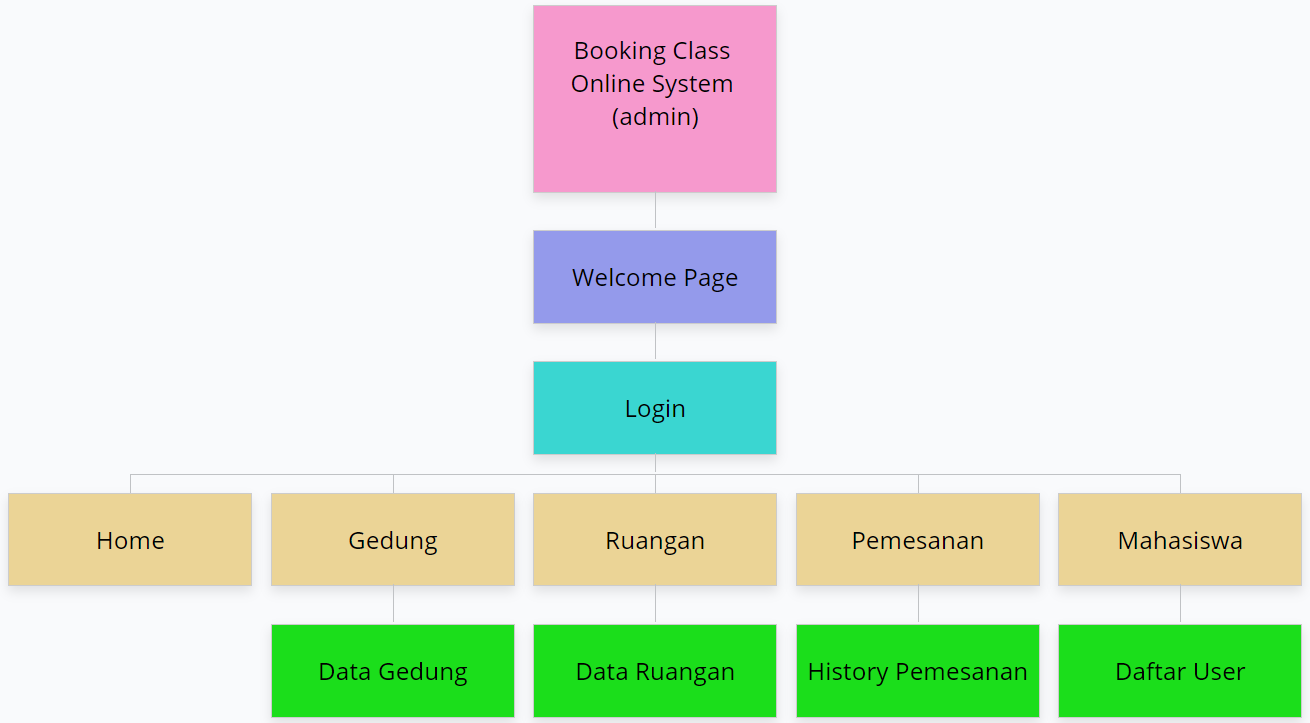 Booking Class
Online System
(admin)
Welcome Page
Login
Home
Gedung
Ruangan
Pemesanan
Mahasiswa
Data Gedung
Data Ruangan
History Pemesanan
Daftar User